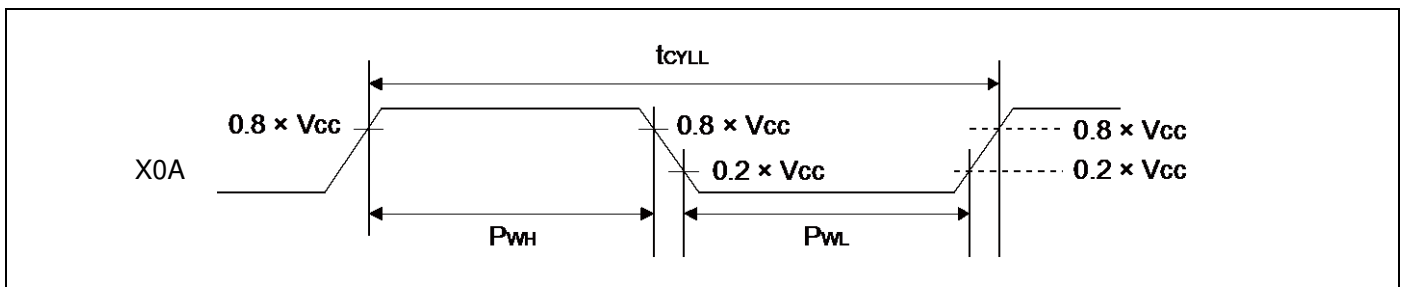 tCYLL
0.8 × Vcc
0.8 × Vcc
0.8 × Vcc
X0A
0.2 × Vcc
0.2 × Vcc
PWH
PWL